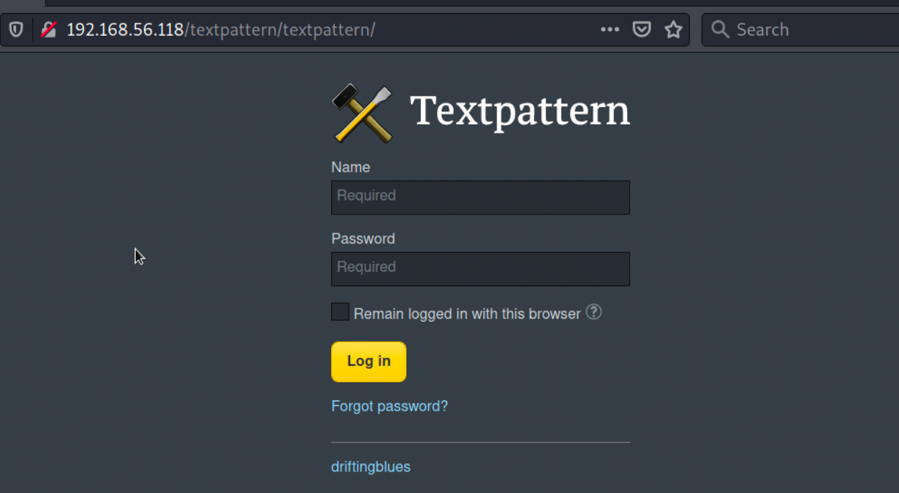 192.168.56.118/textpattern/textpattern/
Search
Textpattern
Name
Required
Password
Required
Remain logged in with this browser ?
Log in
Forgot password?
driftingblues